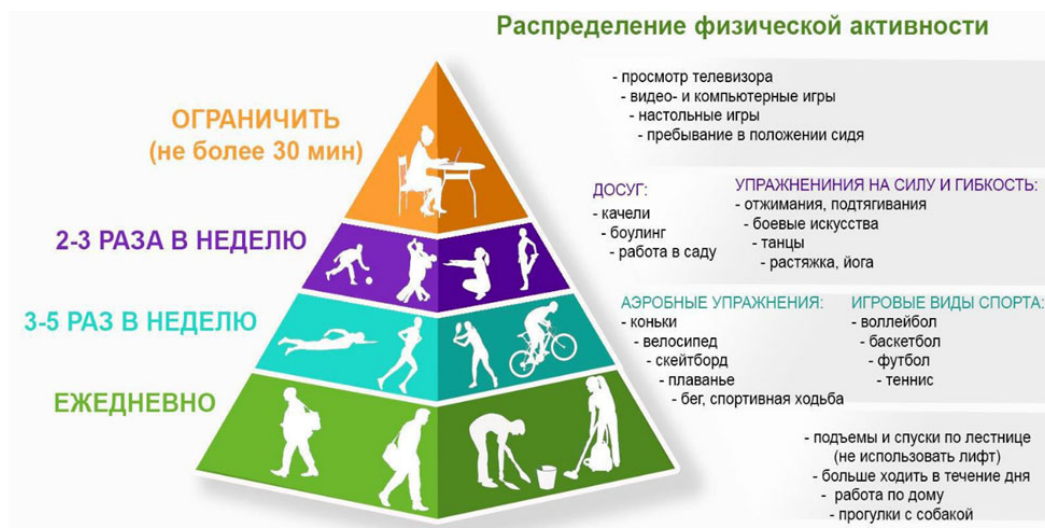 Распределение физической активности
ОГРАНИЧИТЬ
(не более 30 мин)
- просмотр телевизора
- видео- и компьютерные игры
- настольные игры
- пребывание в положении сидя
2-3 РАЗА В НЕДЕЛЮ
ДОСУГ:
- качели
- боулинг
- работа в саду
УПРАЖНЕНИНИЯ НА СИЛУ И ГИБКОСТЬ:
- отжимания, подтягивания
- боевые искусства
- танцы
- растяжка, йога
3-5 РАЗ В НЕДЕЛЮ
АЭРОБНЫЕ УПРАЖНЕНИЯ:
- коньки
- велосипед
- скейтборд
- плаванье
- бег, спортивная ходьба
ИГРОВЫЕ ВИДЫ СПОРТА:
- воллейбол
- баскетбол
- футбол
- теннис
ЕЖЕДНЕВНО
- подъемы и спуски по лестнице
(не использовать лифт)
- больше ходить в течение дня
- работа по дому
- прогулки с собакой